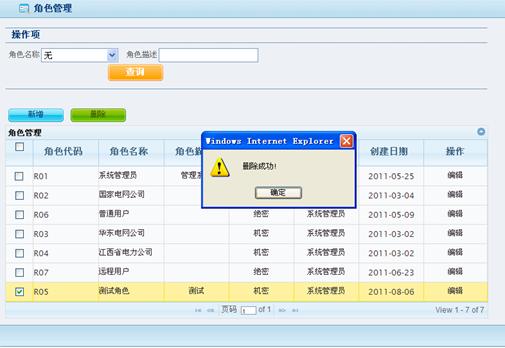 角色管理
操作项
角色名称 无 角色描述
查询
新增 删除
角色管理
角色代码 角色名称 角色描 创建日期 操作
R01 系统管理员 管理系 2011-05-25 编辑
R02 国家电网公司 2011-03-04 编辑
R06 普通用户 绝密 系统管理员 2011-05-09 编辑
R03 华东电网公司 机密 系统管理员 2011-03-02 编辑
R04 江西省电力公司 机密 系统管理员 2011-03-02 编辑
R07 远程用户 绝密 系统管理员 2011-06-23 编辑
R05 测试角色 测试 机密 系统管理员 2011-08-06 编辑
页码 1 of 1 View 1 - 7 of 7
Windows Internet Explorer
删除成功!
确定